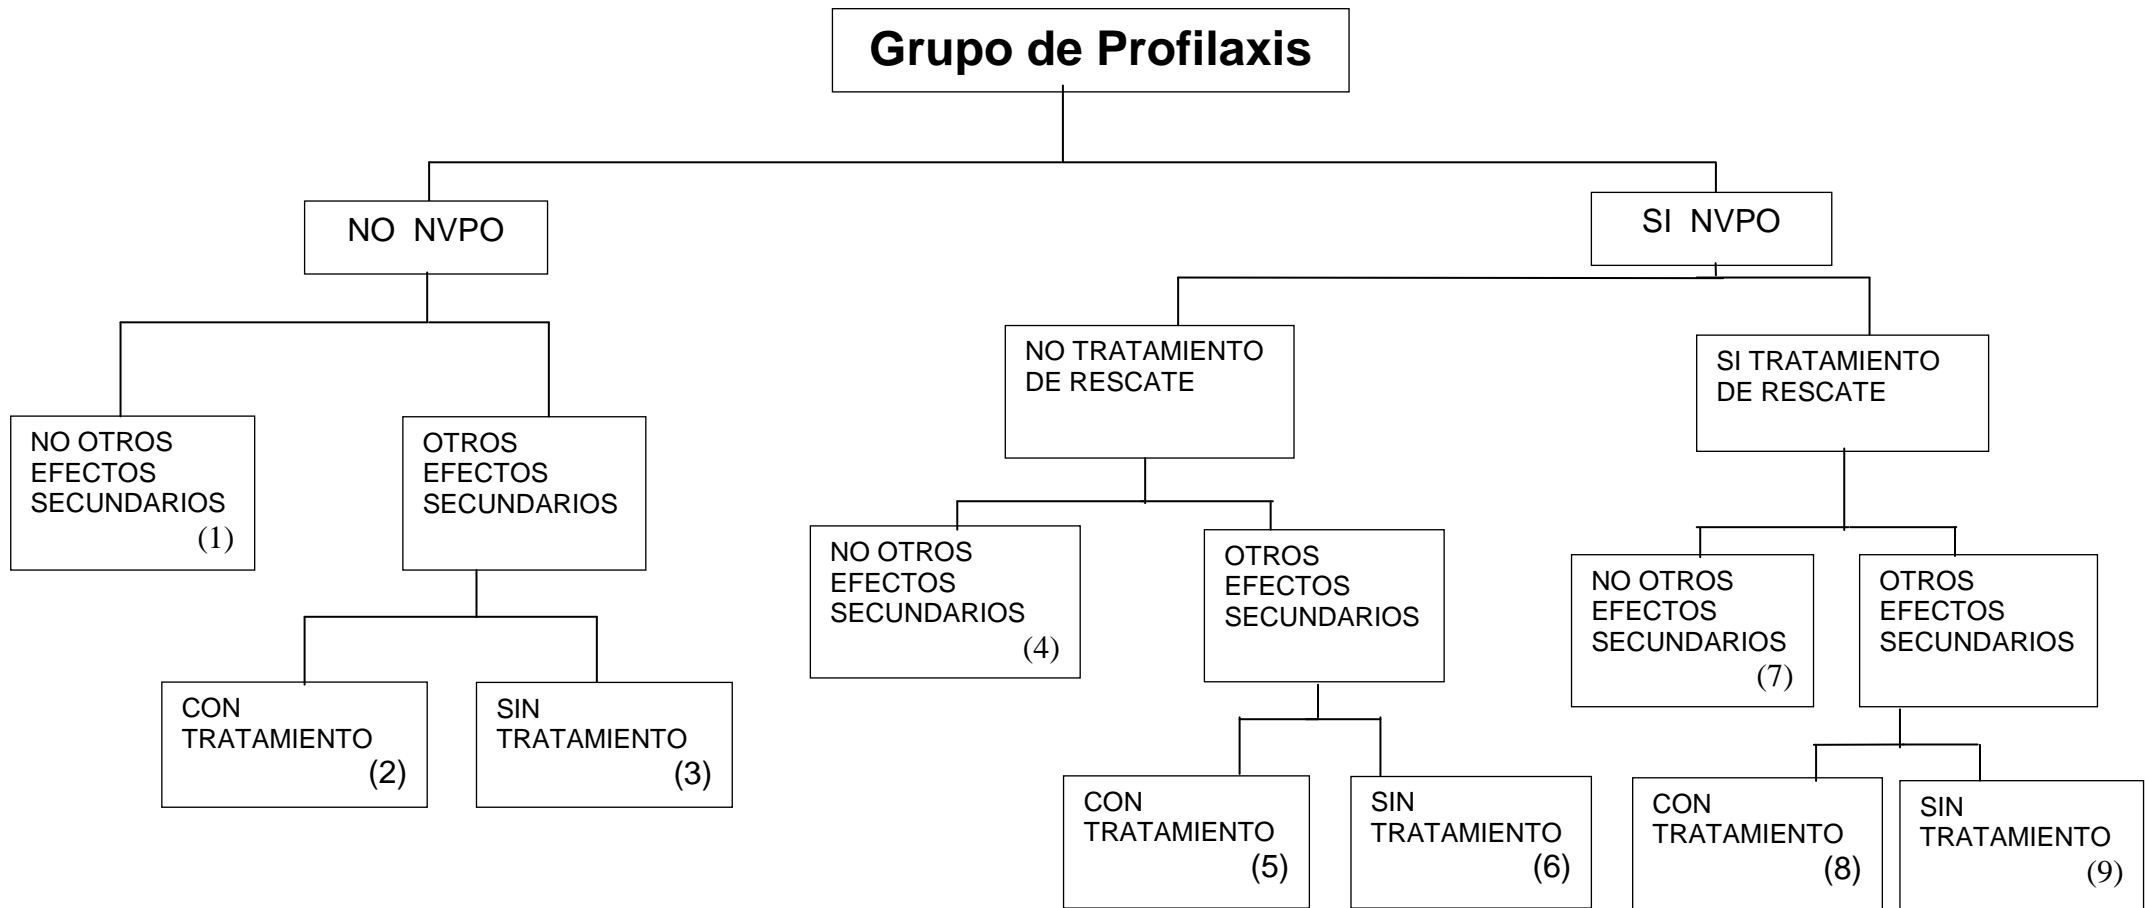 Grupo de Profilaxis
NO NVPO
SI NVPO
NO TRATAMIENTO
DE RESCATE
SI TRATAMIENTO
DE RESCATE
NO OTROS
EFECTOS
SECUNDARIOS
(1)
OTROS
EFECTOS
SECUNDARIOS
NO OTROS
EFECTOS
SECUNDARIOS
(4)
OTROS
EFECTOS
SECUNDARIOS
NO OTROS
EFECTOS
SECUNDARIOS
(7)
OTROS
EFECTOS
SECUNDARIOS
CON
TRATAMIENTO
(2)
SIN
TRATAMIENTO
(3)
CON
TRATAMIENTO
(5)
SIN
TRATAMIENTO
(6)
CON
TRATAMIENTO
(8)
SIN
TRATAMIENTO
(9)